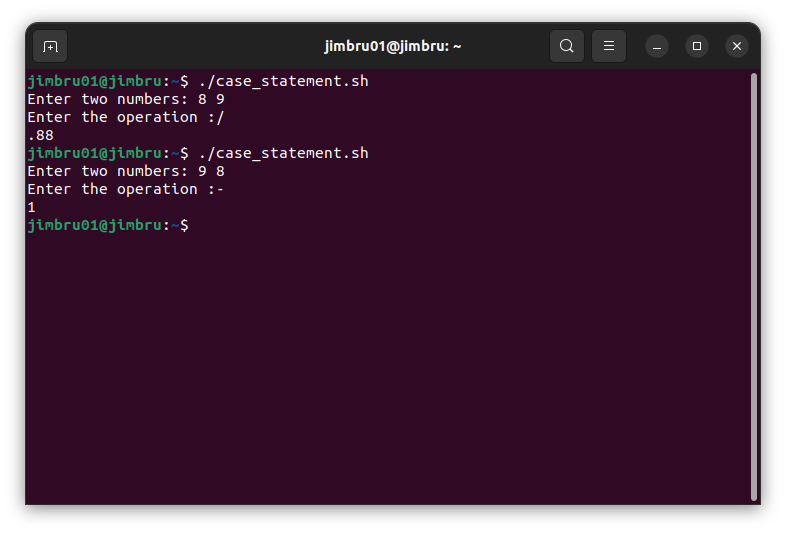 jimbru01@jimbru: ~
jimbru01@jimbru:~$ ./case_statement.sh
Enter two numbers: 8 9
Enter the operation :/
.88
jimbru01@jimbru:~$ ./case_statement.sh
Enter two numbers: 9 8
Enter the operation :-
1
jimbru01@jimbru:~$